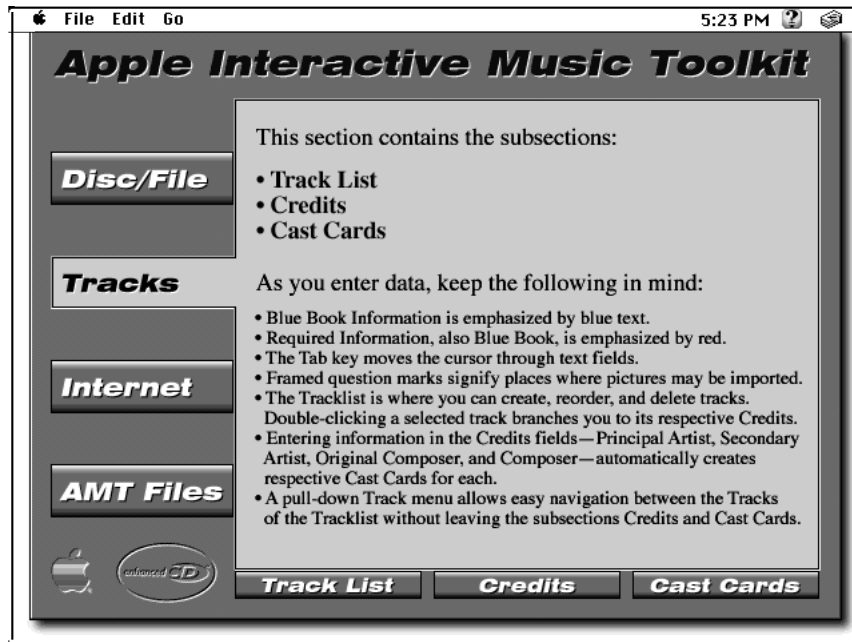 File Edit Go 5:23 PM
Apple Interactive Music Toolkit
Disc/File
Tracks
Internet
AMT Files
This section contains the subsections:
• Track List
• Credits
• Cast Cards
As you enter data, keep the following in mind:
• Blue Book Information is emphasized by blue text.
• Required Information, also Blue Book, is emphasized by red.
• The Tab key moves the cursor through text fields.
• Framed question marks signify places where pictures may be imported.
• The Tracklist is where you can create, reorder, and delete tracks.
Double-clicking a selected track branches you to its respective Credits.
• Entering information in the Credits fields—Principal Artist, Secondary
Artist, Original Composer, and Composer—automatically creates
respective Cast Cards for each.
• A pull-down Track menu allows easy navigation between the Tracks
of the Tracklist without leaving the subsections Credits and Cast Cards.
enhanced CD
Track List Credits Cast Cards